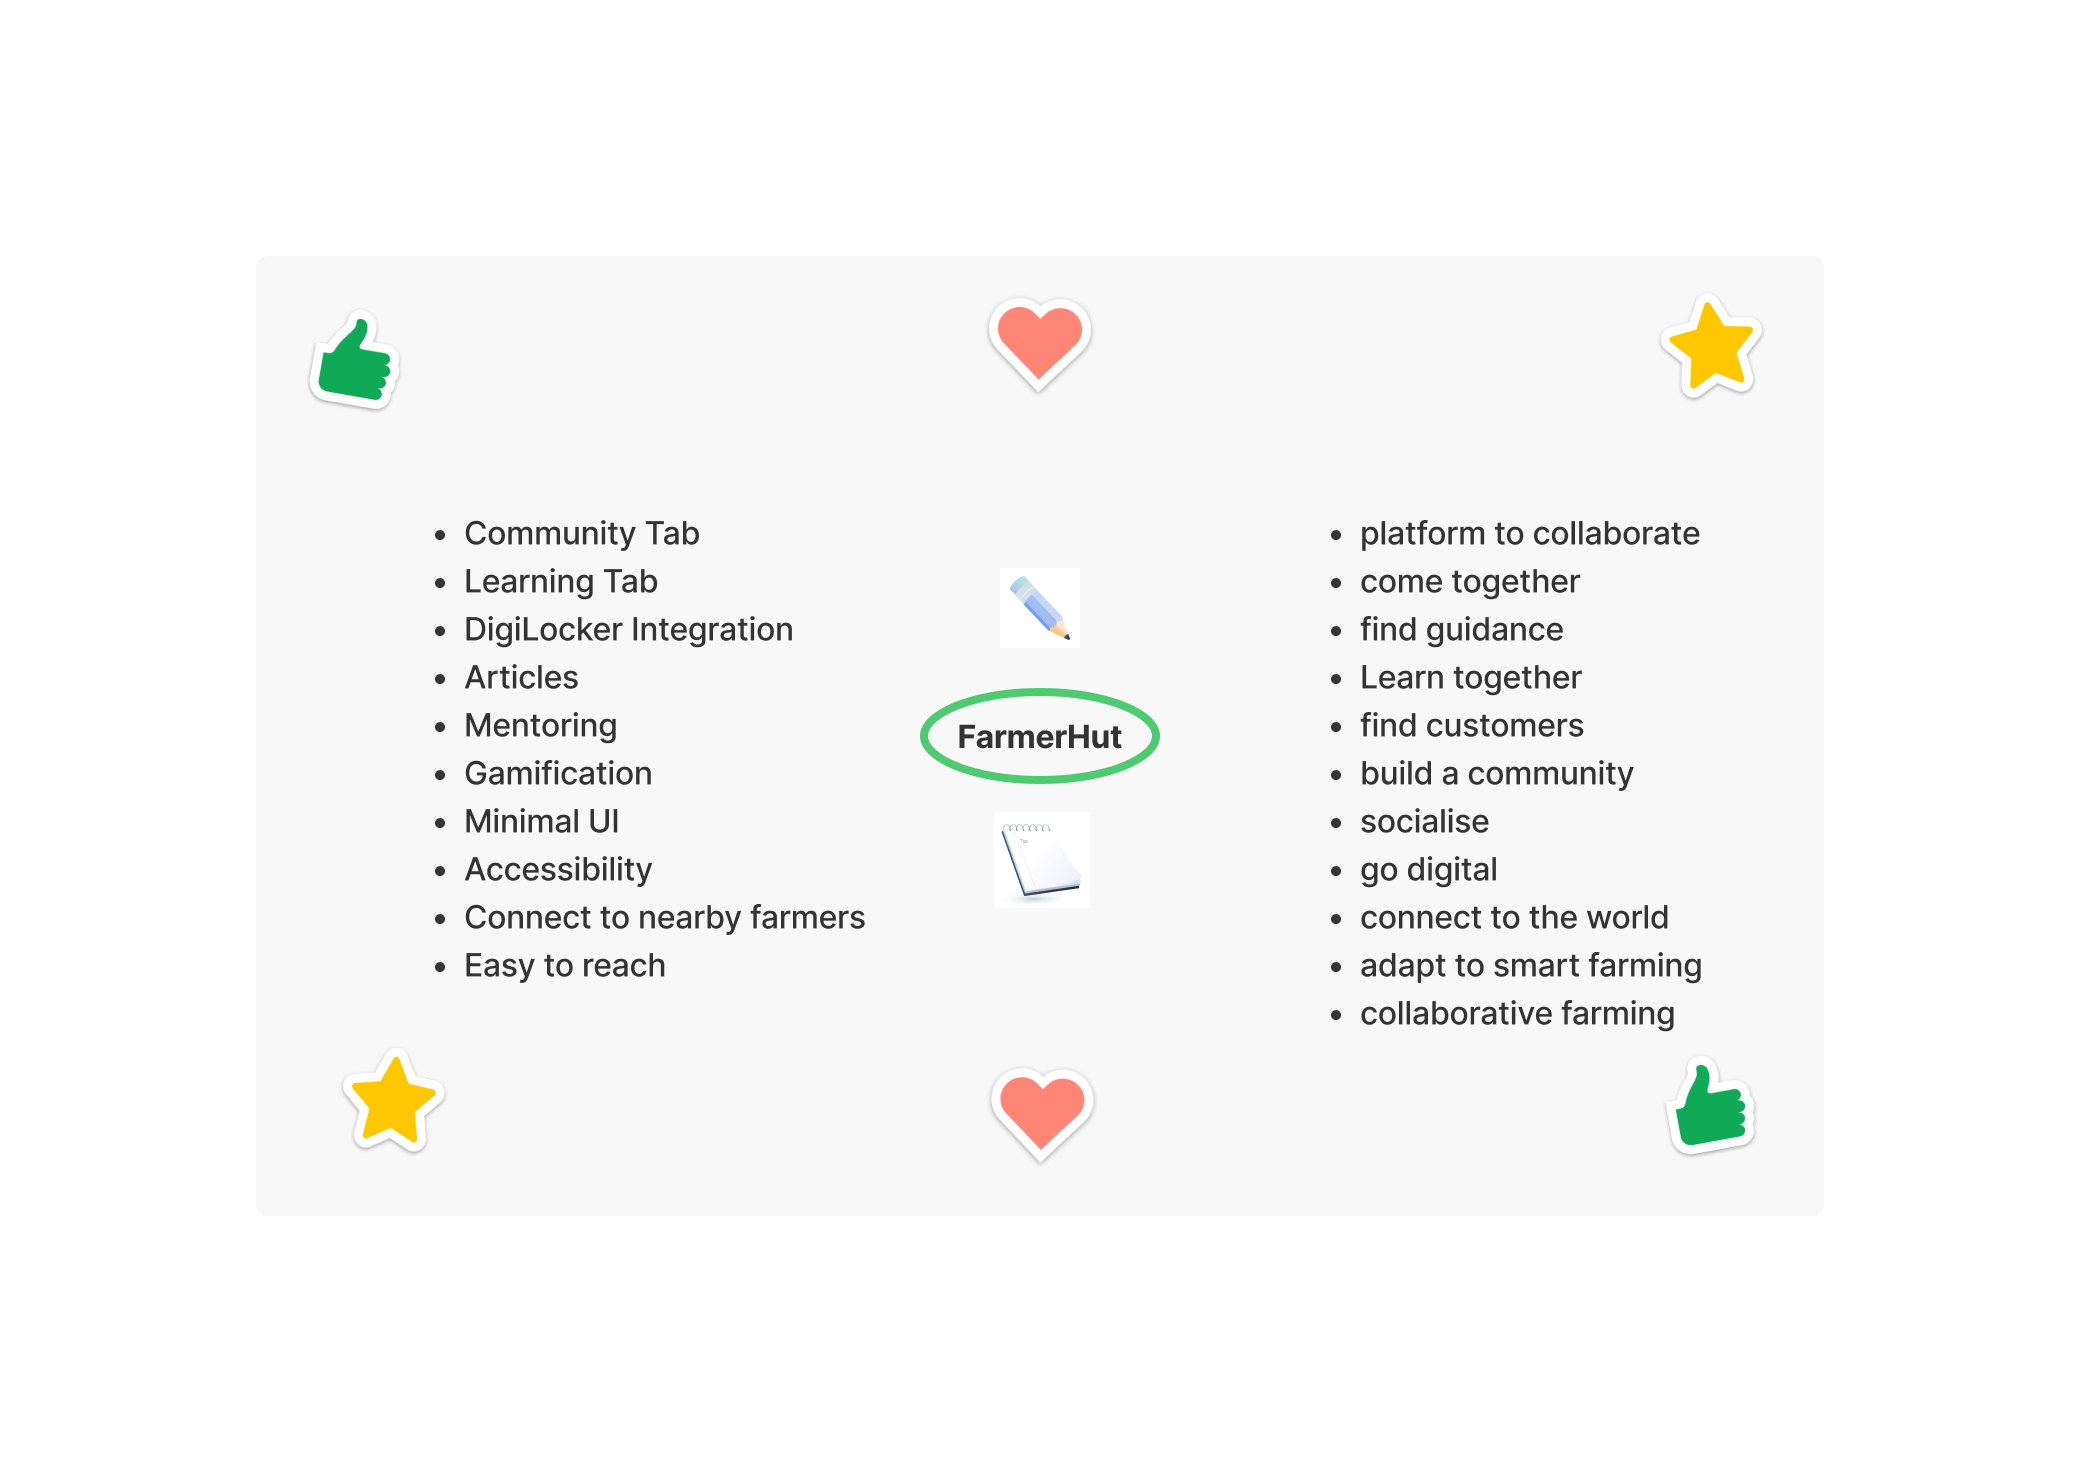 Community Tab
Learning Tab
DigiLocker Integration
Articles
Mentoring
Gamification
Minimal UI
Accessibility
Connect to nearby farmers
Easy to reach
FarmerHut
platform to collaborate
come together
find guidance
Learn together
find customers
build a community
socialise
go digital
connect to the world
adapt to smart farming
collaborative farming